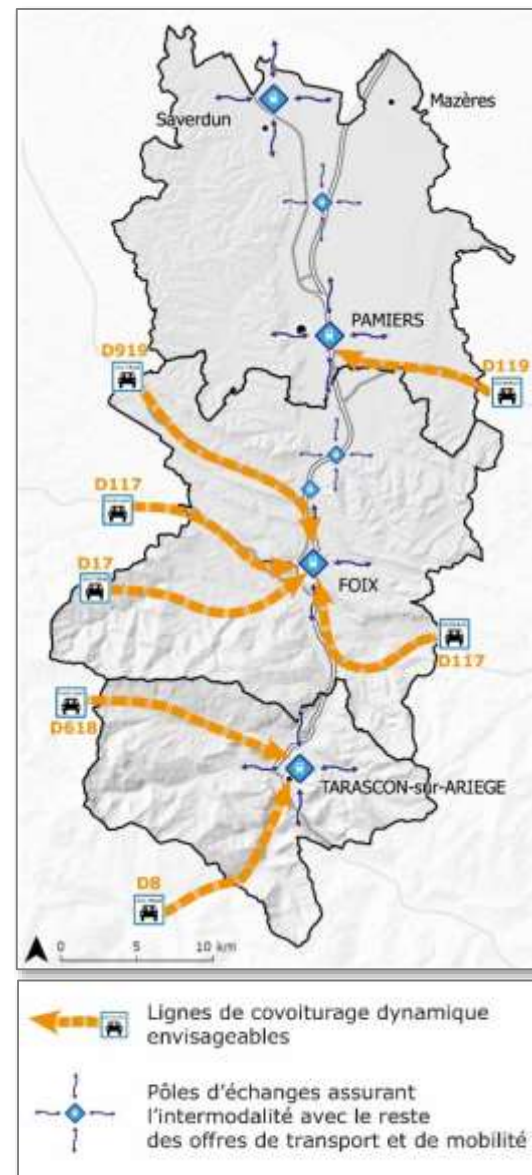 Saverdun
Mazères
PAMIERS
D919
D119
D117
D17
FOIX
D117
D618
TARASCON-sur-ARIEGE
D8
0 5 10 km
Lignes de covoiturage dynamique
envisageables
Pôles d'échanges assurant
l'intermodalité avec le reste
des offres de transport et de mobilité